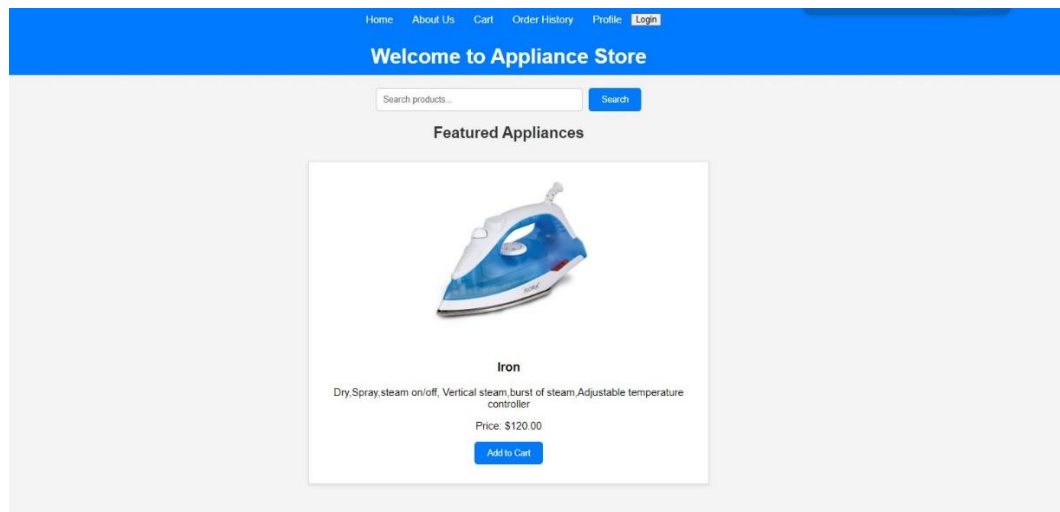 Home About Us Cart Order History Profile Login
Welcome to Appliance Store
Search products... Search
Featured Appliances
Iron
Dry,Spray,steam on/off, Vertical steam,burst of steam,Adjustable temperature
controller
Price: $120.00
Add to Cart